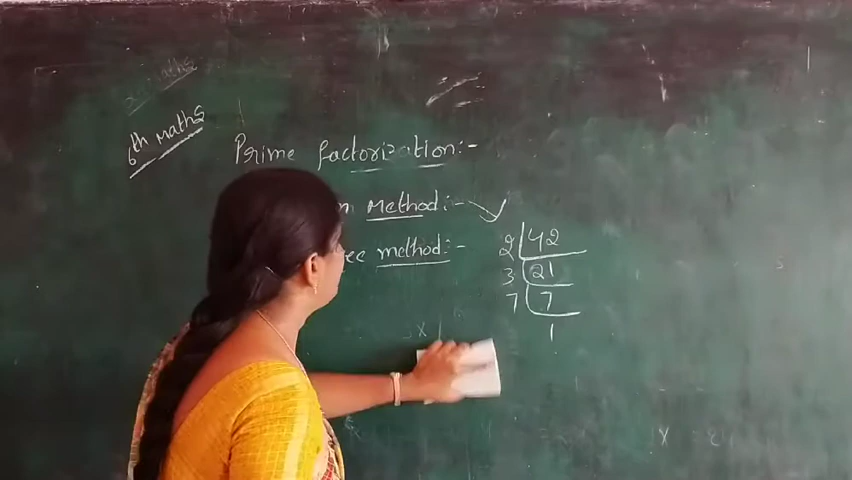 6th Maths
Prime factorization:-
Method:-
method:-
2 42
3 21
7 7
1
x